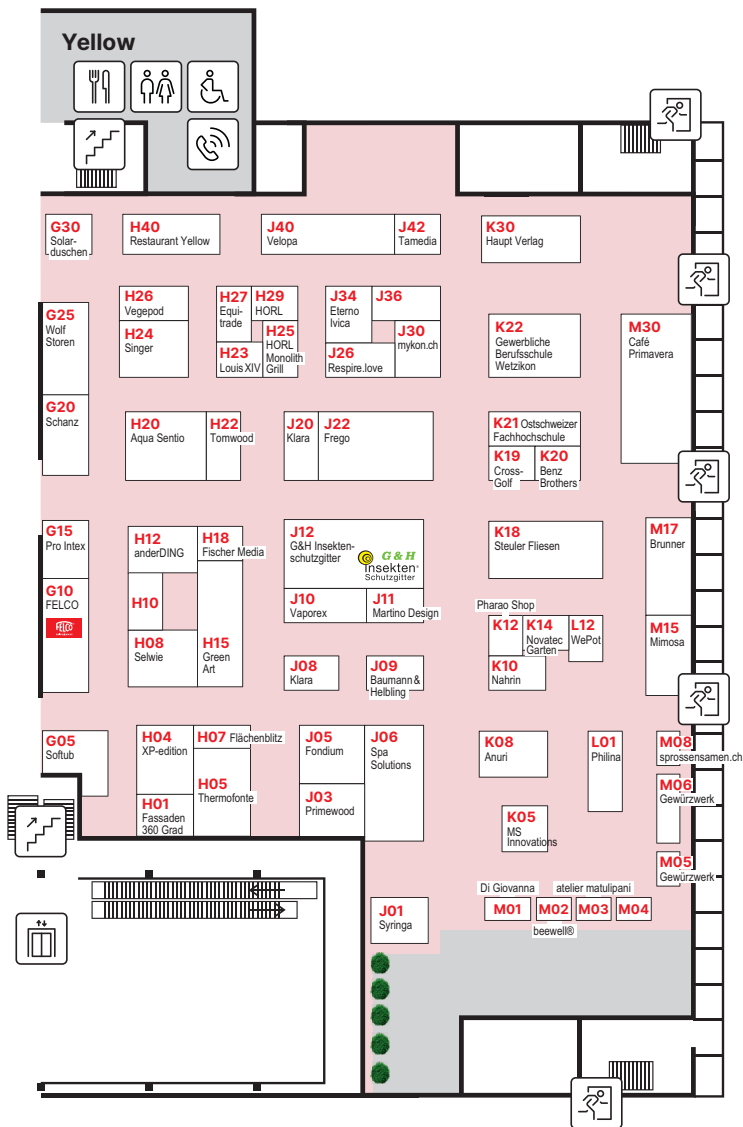 Yellow
G30
Solar-
duschen
H40
Restaurant Yellow
J40
Velopa
J42
Tamedia
K30
Haupt Verlag
G25
Wolf
Storen
H26
Vegepod
H24
Singer
H27
Equi-
trade
H29
HORL
H25
HORL
Monolith
Grill
H23
Louis XIV
J34
Eterno
Ivica
J36
J30
mykon.ch
J26
Respire.love
K22
Gewerbliche
Berufsschule
Wetzikon
M30
Café
Primavera
G20
Schanz
H20
Aqua Sentio
H22
Tomwood
J20
Klara
J22
Frego
K21 Ostschweizer
Fachhochschule
K19
Cross-
Golf
K20
Benz
Brothers
G15
Pro Intex
G10
FELCO
FELCO
H12
anderDING
H18
Fischer Media
H10
H08
Selwie
H15
Green
Art
J12
G&H Insekten-
schutzgitter
G & H
Insekten®
Schutzgitter
J10
Vaporex
J11
Martino Design
K18
Steuler Fliesen
M17
Brunner
Pharao Shop
K12
K14
Novatec
Garten
L12
WePot
M15
Mimosa
J08
Klara
J09
Baumann &
Helbling
K10
Nahrin
G05
Softub
H04
XP-edition
H07 Flächenblitz
H05
Thermofonte
H01
Fassaden
360 Grad
J05
Fondium
J06
Spa
Solutions
J03
Primewood
K08
Anuri
L01
Philina
M08
sprossensamen.ch
M06
Gewürzwerk
K05
MS
Innovations
M05
Gewürzwerk
J01
Syringa
Di Giovanna
atelier matulipani
M01
M02
M03
M04
beewell®